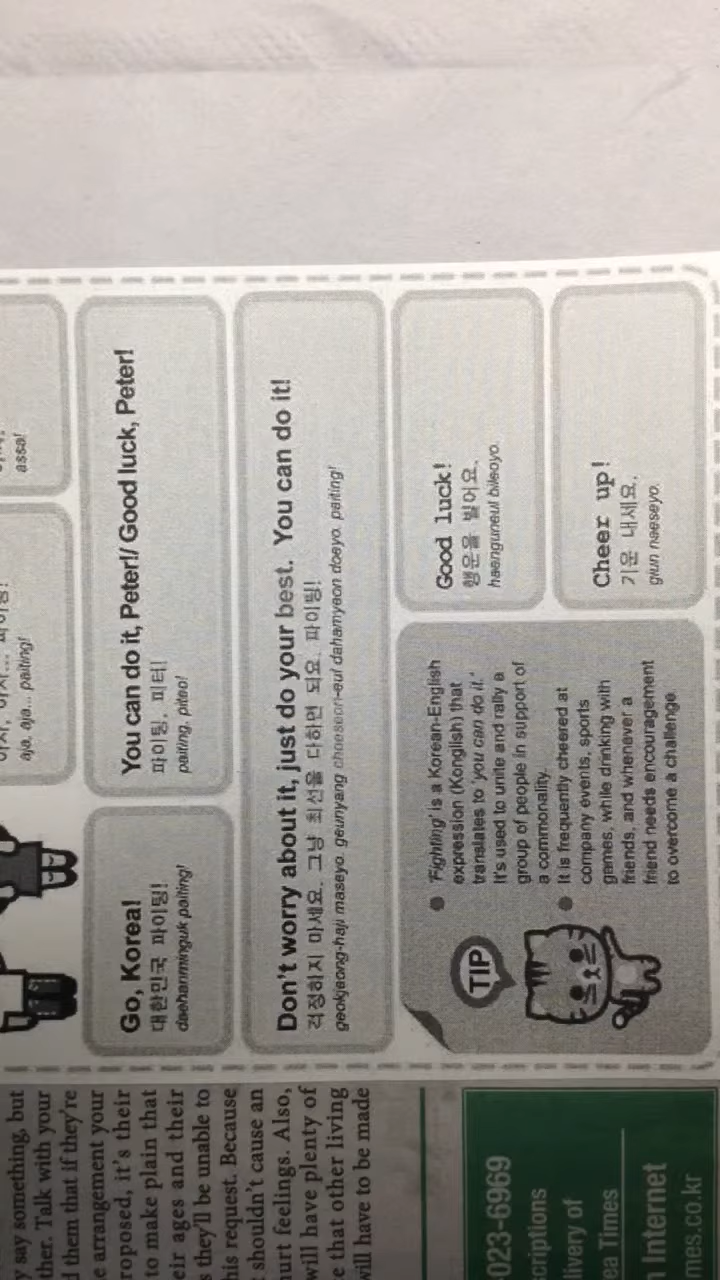 assa!
aja, aja... paiting!
Go, Korea!
대한민국 파이팅!
daehanminguk paiting!
You can do it, Peter!/ Good luck, Peter!
파이팅, 피터!
paiting, piteo!
Don't worry about it, just do your best. You can do it!
걱정하지 마세요. 그냥 최선을 다하면 되요. 파이팅!
geokjeong-haji maseyo. geunyang choeseon-eul dahamyeon doeyo. paiting!
TIP
'Fighting' is a Korean-English
expression (Konglish) that
translates to 'you can do it.'
It's used to unite and rally a
group of people in support of
a commonality.
It is frequently cheered at
company events, sports
games, while drinking with
friends, and whenever a
friend needs encouragement
to overcome a challenge.
Good luck!
행운을 빌어요.
haenguneul bileoyo.
Cheer up!
기운 내세요.
giun naeseyo.
y say something, but
ther. Talk with your
d them that if they're
e arrangement your
roposed, it's their
to make plain that
eir ages and their
s they'll be unable to
his request. Because
t shouldn't cause an
urt feelings. Also,
will have plenty of
e that other living
will have to be made
023-6969
criptions
livery of
ea Times
n Internet
mes.co.kr